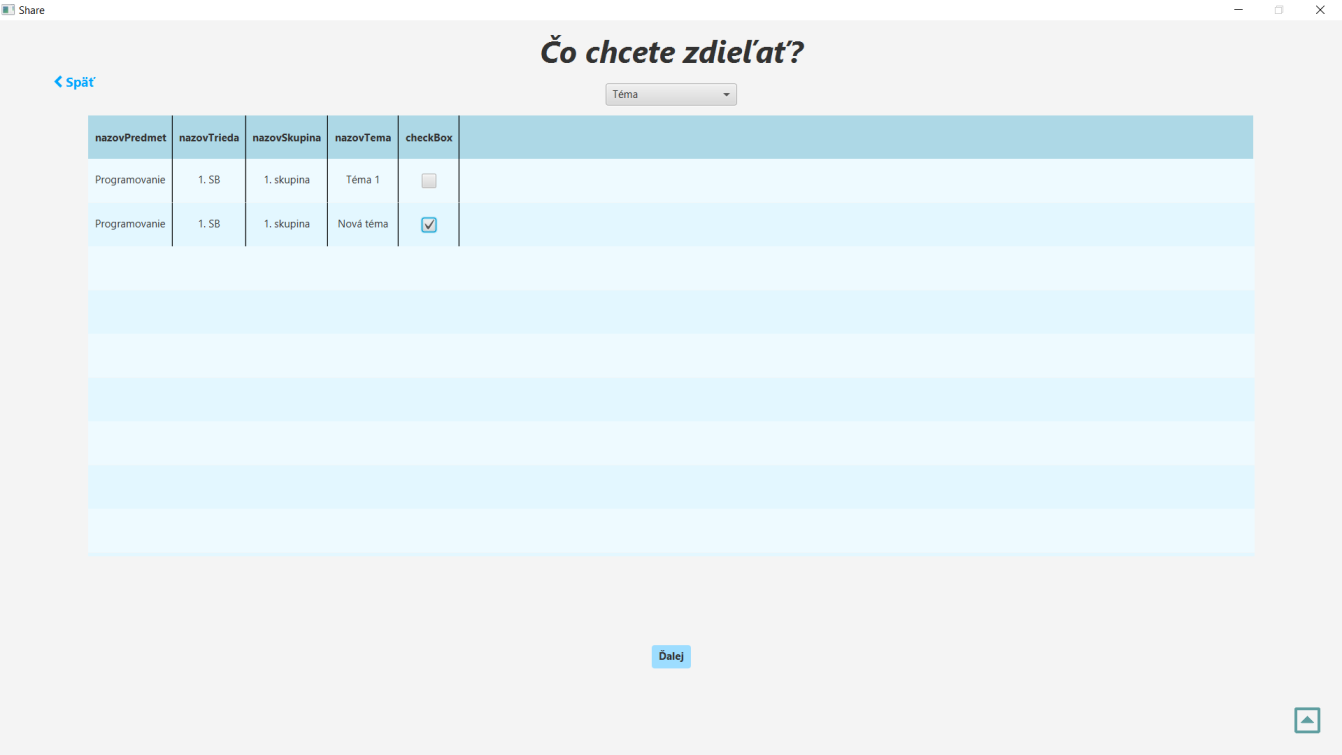 Share
Čo chcete zdieľať?
Späť
Téma
nazovPredmet nazovTrieda nazovSkupina nazovTema checkBox
Programovanie 1. SB 1. skupina Téma 1
Programovanie 1. SB 1. skupina Nová téma
Ďalej